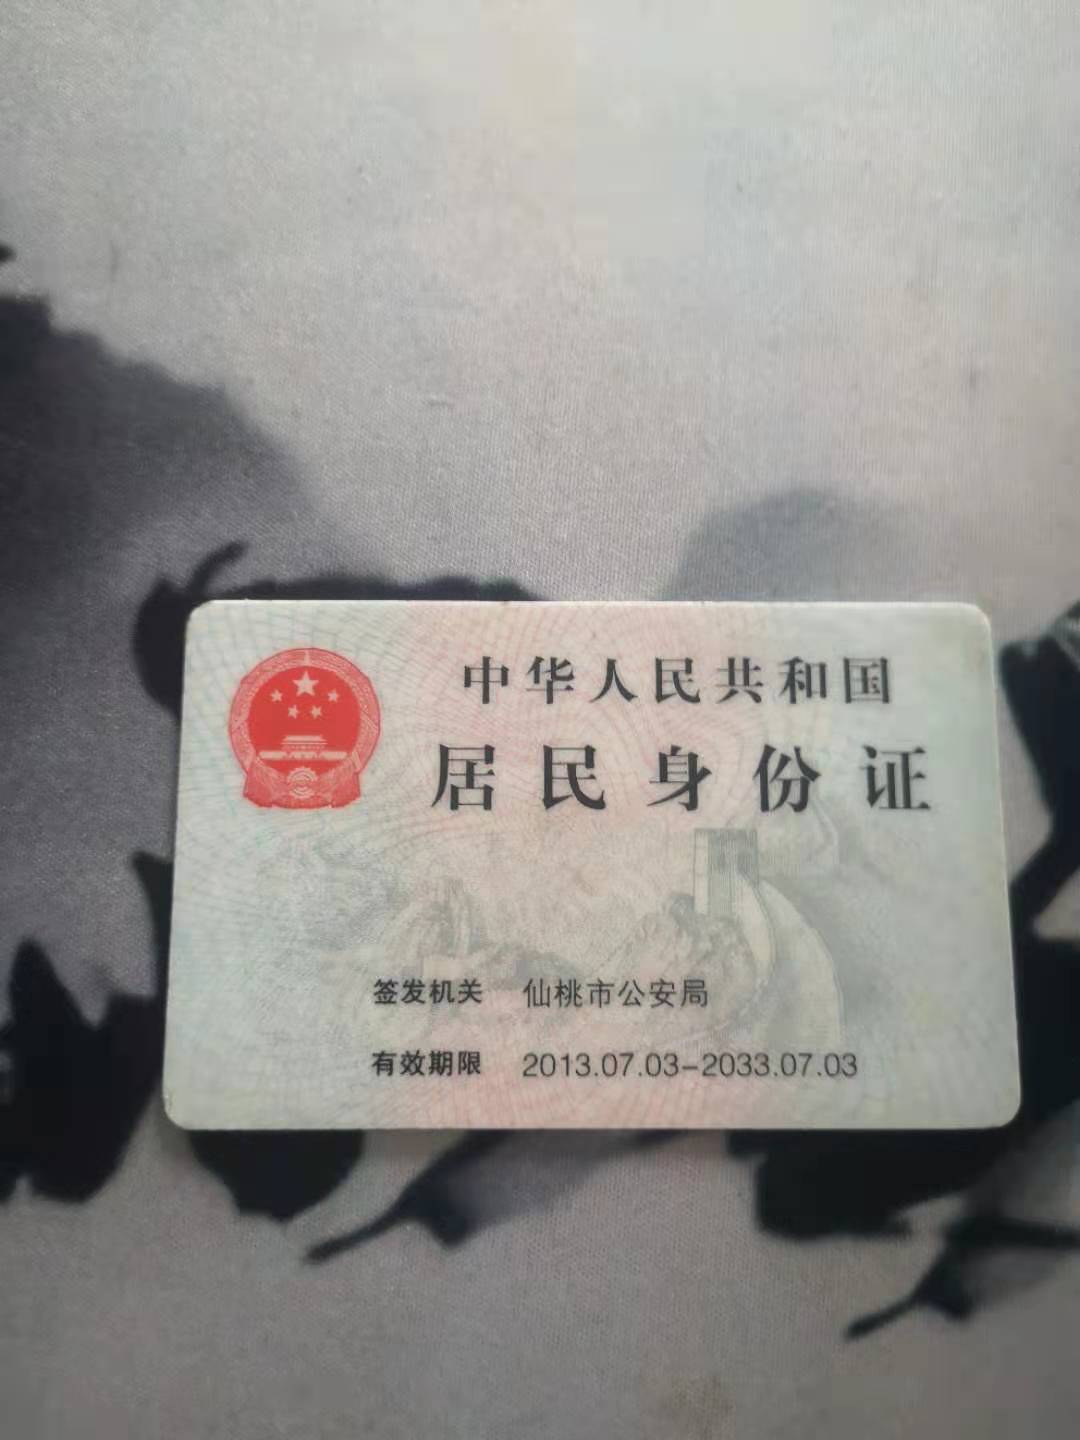 中华人民共和国
居民身份证
签发机关 仙桃市公安局
有效期限 2013.07.03-2033.07.03